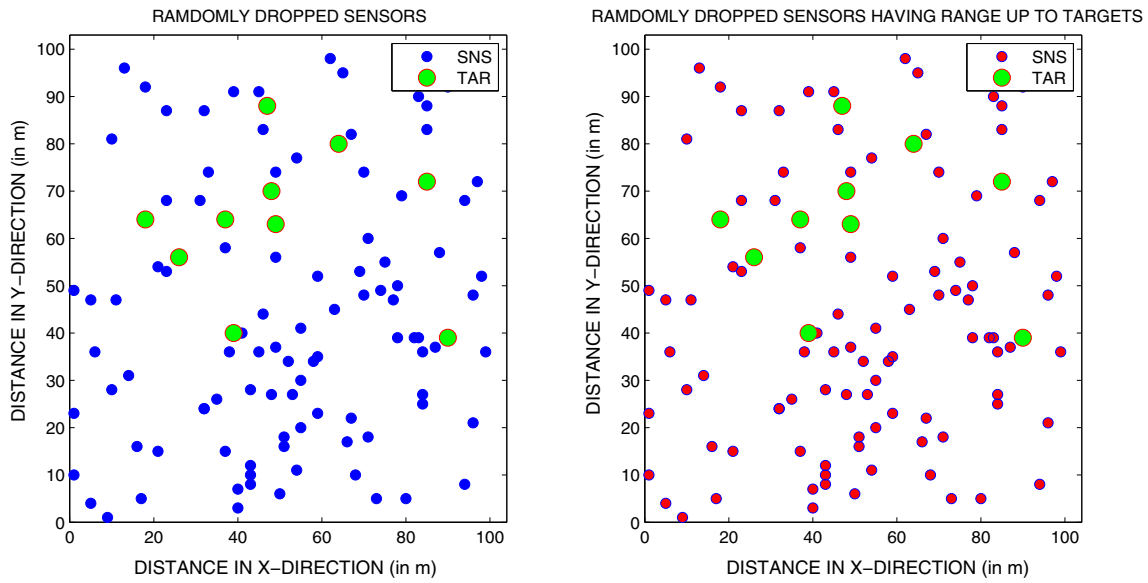 RAMDOMLY DROPPED SENSORS
SNS
TAR
100
90
80
70
60
50
40
30
20
10
0
0 20 40 60 80 100
DISTANCE IN Y-DIRECTION (in m)
DISTANCE IN X-DIRECTION (in m)
RAMDOMLY DROPPED SENSORS HAVING RANGE UP TO TARGETS
SNS
TAR
100
90
80
70
60
50
40
30
20
10
0
0 20 40 60 80 100
DISTANCE IN Y-DIRECTION (in m)
DISTANCE IN X-DIRECTION (in m)